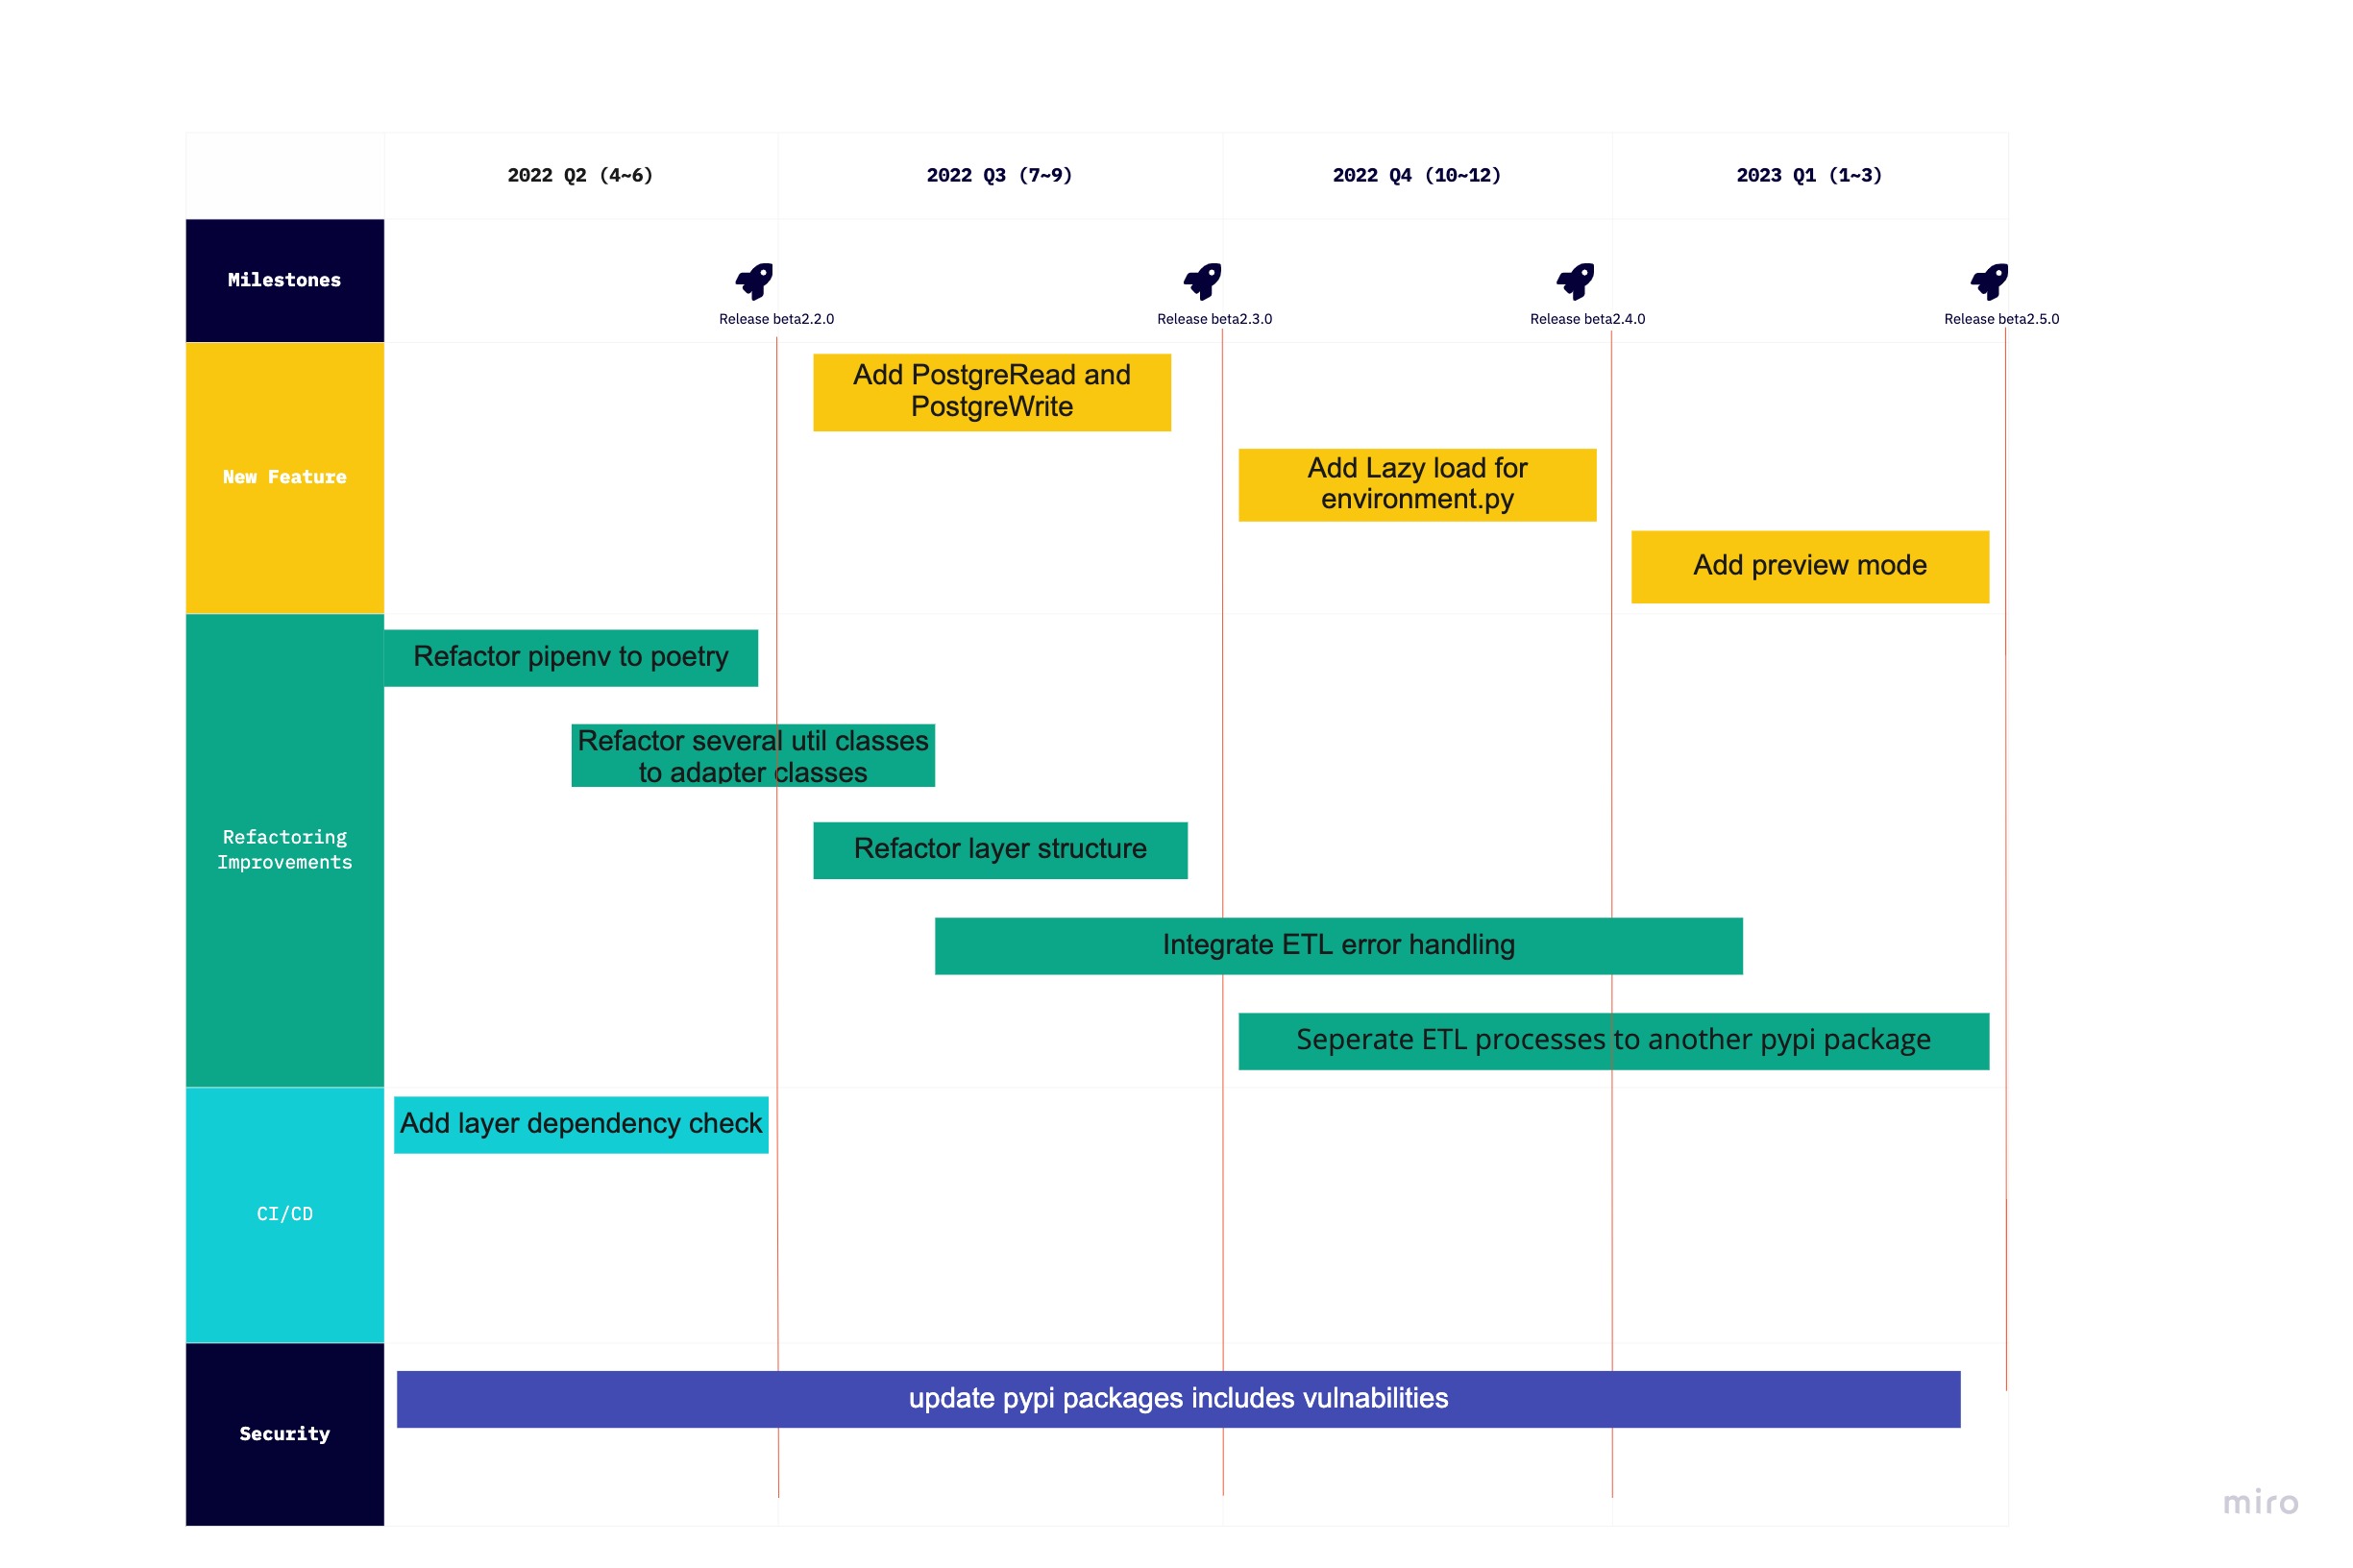 2022 Q2 (4~6)
2022 Q3 (7~9)
2022 Q4 (10~12)
2023 Q1 (1~3)
Milestones
Release beta2.2.0
Release beta2.3.0
Release beta2.4.0
Release beta2.5.0
New Feature
Add PostgreRead and
PostgreWrite
Add Lazy load for
environment.py
Add preview mode
Refactoring
Improvements
Refactor pipenv to poetry
Refactor several util classes
to adapter classes
Refactor layer structure
Integrate ETL error handling
Seperate ETL processes to another pypi package
CI/CD
Add layer dependency check
Security
update pypi packages includes vulnabilities
miro